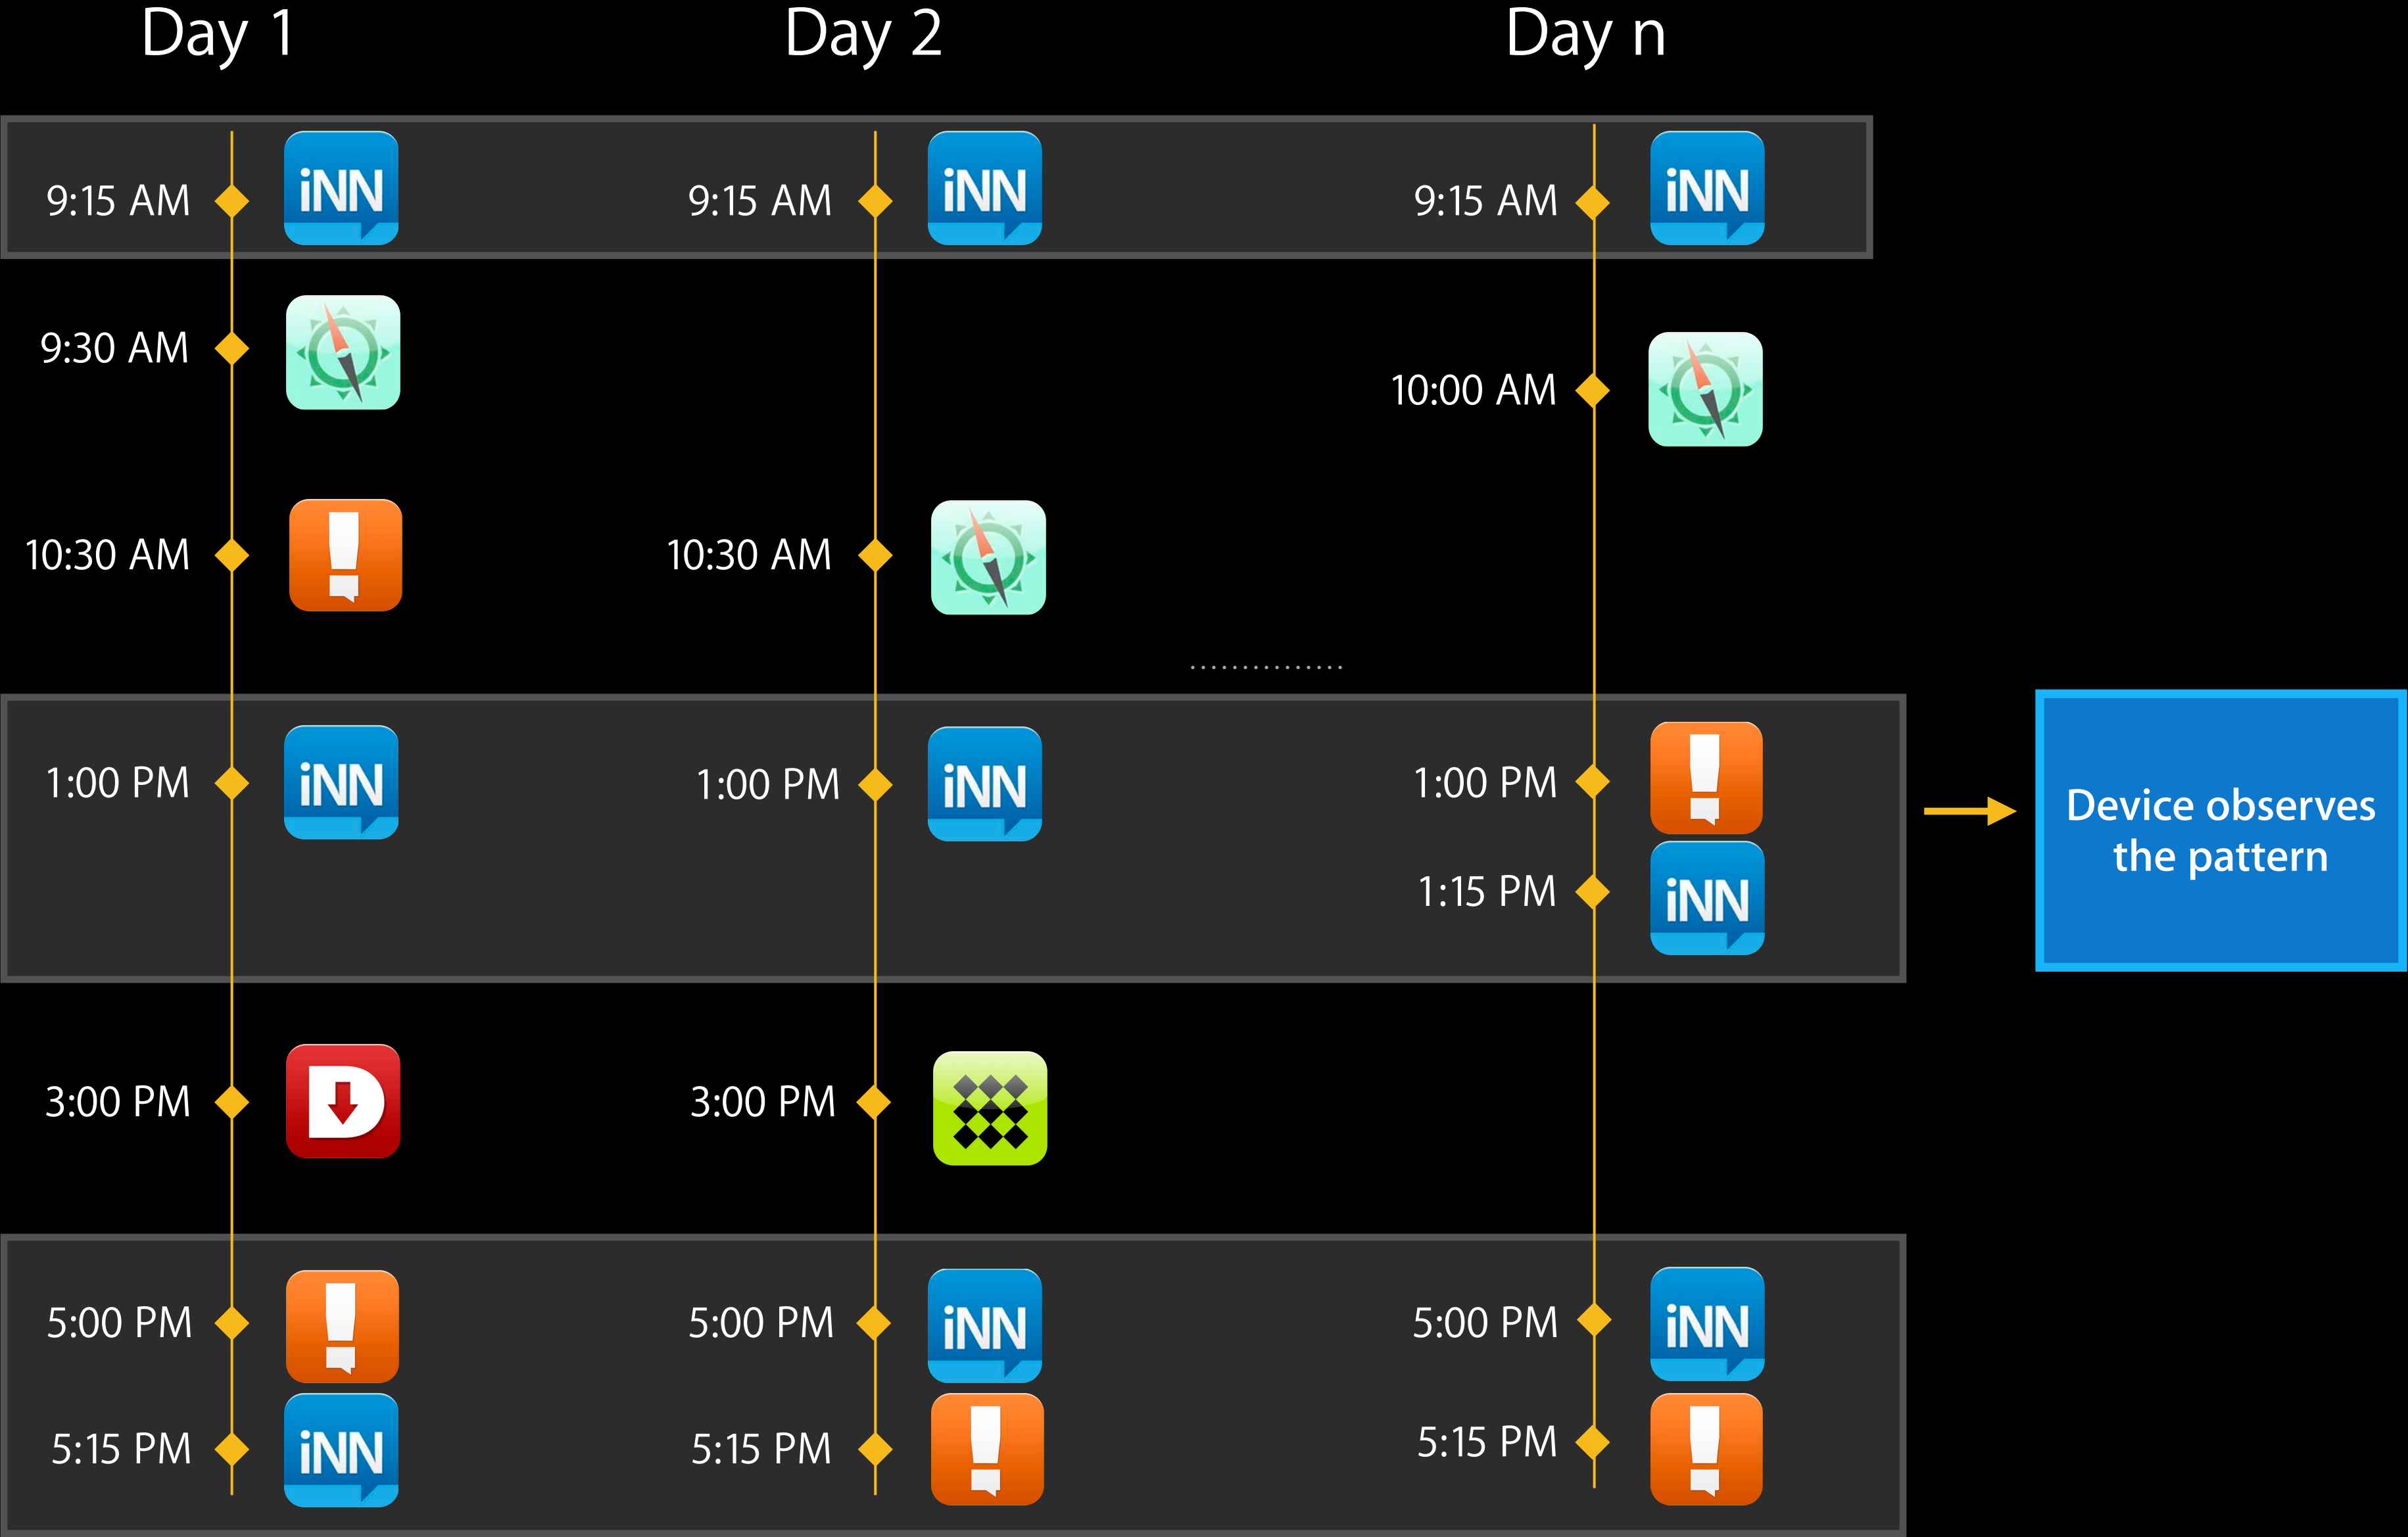 Day 1
Day 2
Day n
9:15 AM
iNN
9:15 AM
iNN
9:15 AM
iNN
9:30 AM
10:00 AM
10:30 AM
!
10:30 AM
...............
1:00 PM
iNN
1:00 PM
iNN
1:00 PM
!
1:15 PM
iNN
Device observes
the pattern
3:00 PM
D
3:00 PM
5:00 PM
!
5:00 PM
iNN
5:00 PM
iNN
5:15 PM
iNN
5:15 PM
!
5:15 PM
!